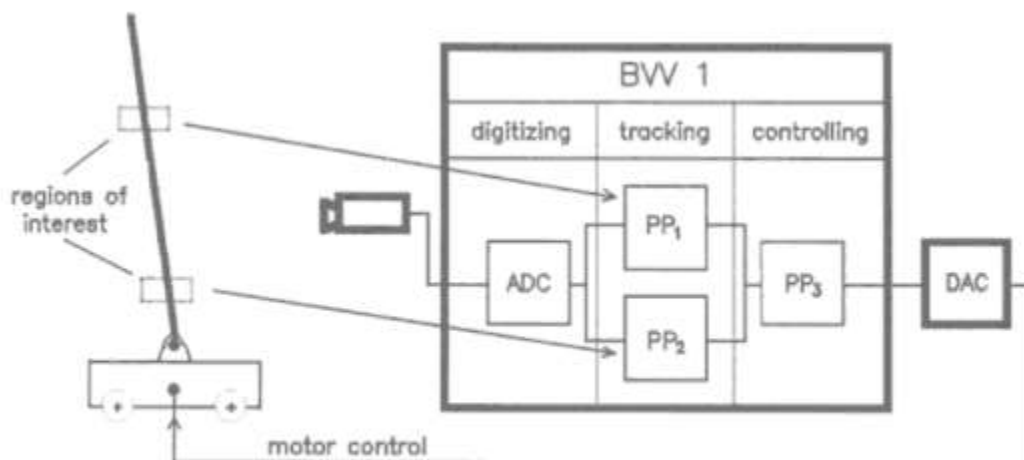 BVV 1
digitizing tracking controlling
regions of
interest
PP₁
ADC
PP₃
DAC
PP₂
motor control